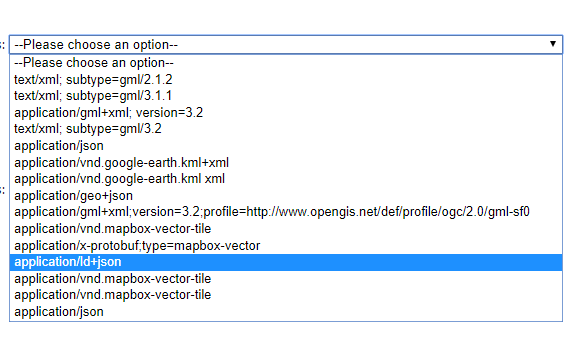 s: --Please choose an option--
--Please choose an option--
text/xml; subtype=gml/2.1.2
text/xml; subtype=gml/3.1.1
application/gml+xml; version=3.2
text/xml; subtype=gml/3.2
application/json
application/vnd.google-earth.kml+xml
application/vnd.google-earth.kml xml
s:
application/geo+json
application/gml+xml;version=3.2;profile=http://www.opengis.net/def/profile/ogc/2.0/gml-sf0
application/vnd.mapbox-vector-tile
application/x-protobuf;type=mapbox-vector
application/ld+json
application/vnd.mapbox-vector-tile
application/vnd.mapbox-vector-tile
application/json